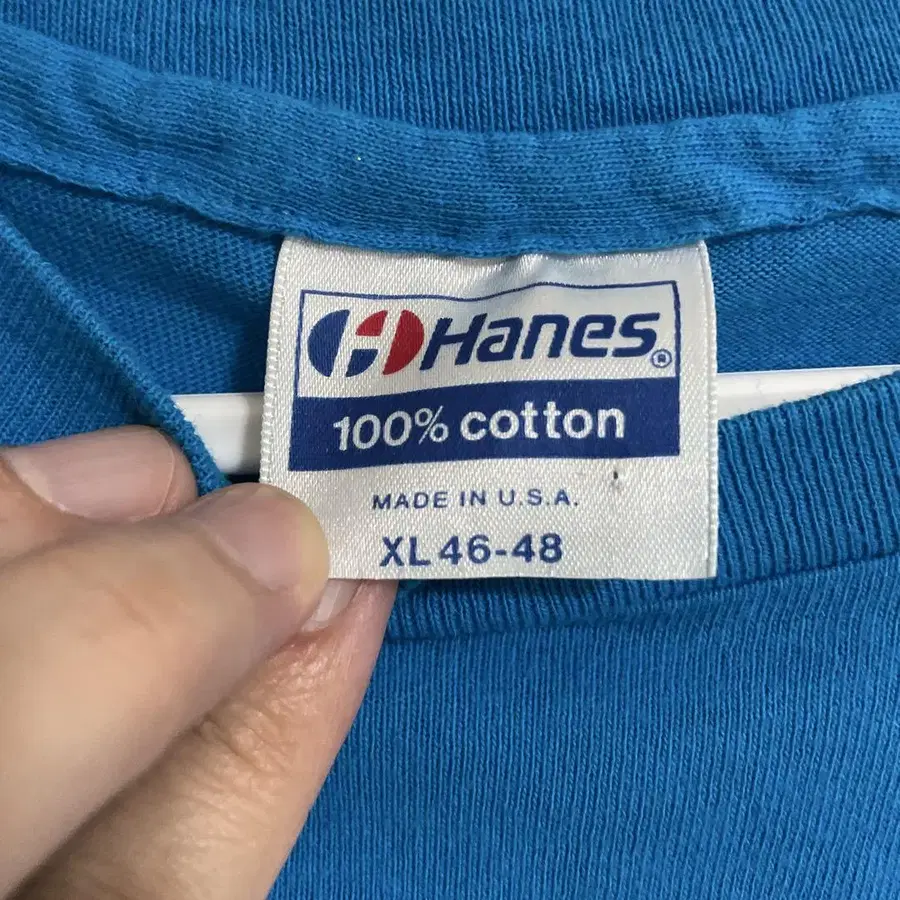 Hanes®
100% cotton
MADE IN U.S.A.
XL 46-48